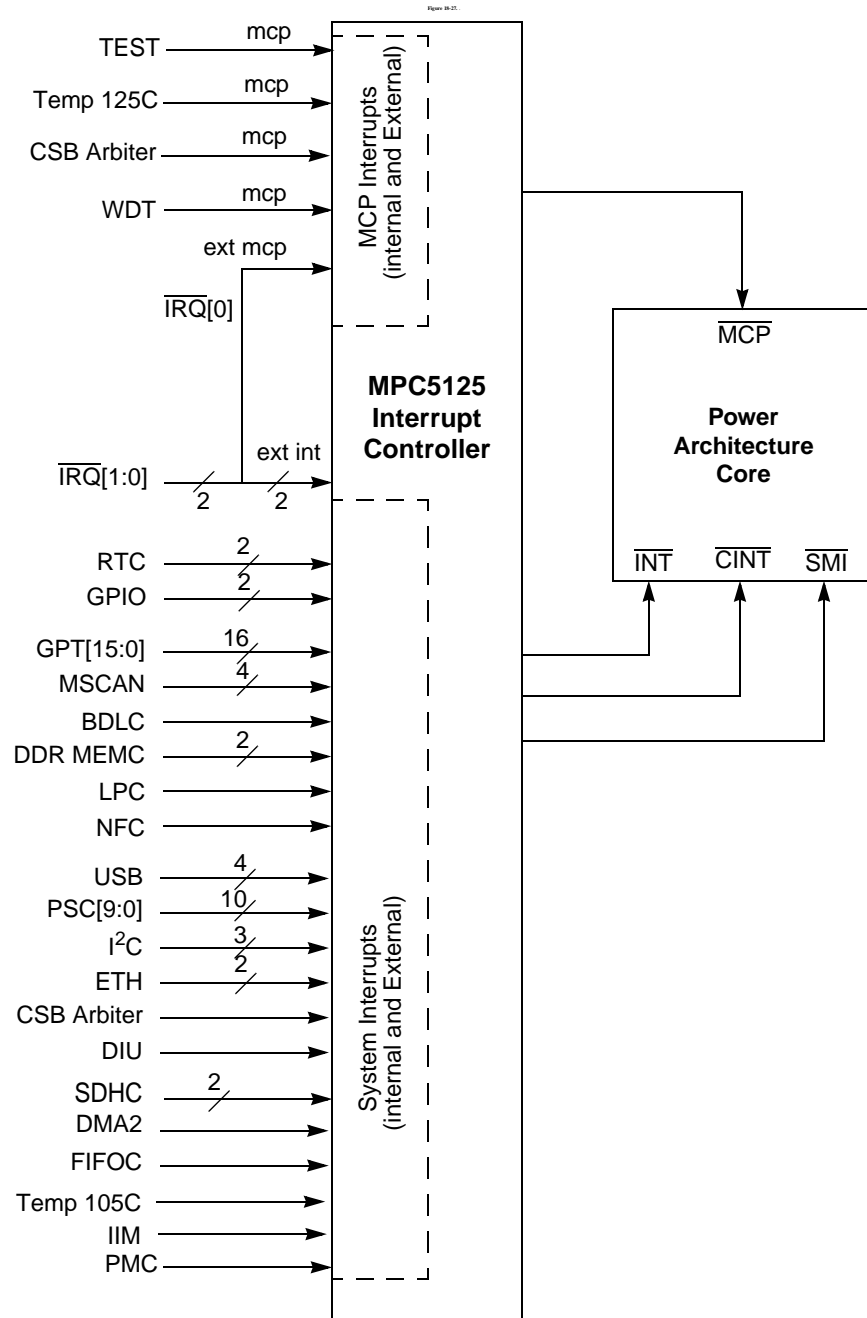 Figure 18-27. .
TEST
mcp
Temp 125C
mcp
CSB Arbiter
mcp
WDT
mcp
ext mcp
IRQ[0]
MCP Interrupts
(internal and External)
MPC5125
Interrupt
Controller
MCP
Power
Architecture
Core
INT
CINT
SMI
IRQ[1:0]
2
ext int
2
RTC
2
GPIO
2
GPT[15:0]
16
MSCAN
4
BDLC
DDR MEMC
2
LPC
NFC
USB
4
PSC[9:0]
10
I²C
3
ETH
2
CSB Arbiter
DIU
SDHC
2
DMA2
FIFOC
Temp 105C
IIM
PMC
System Interrupts
(internal and External)